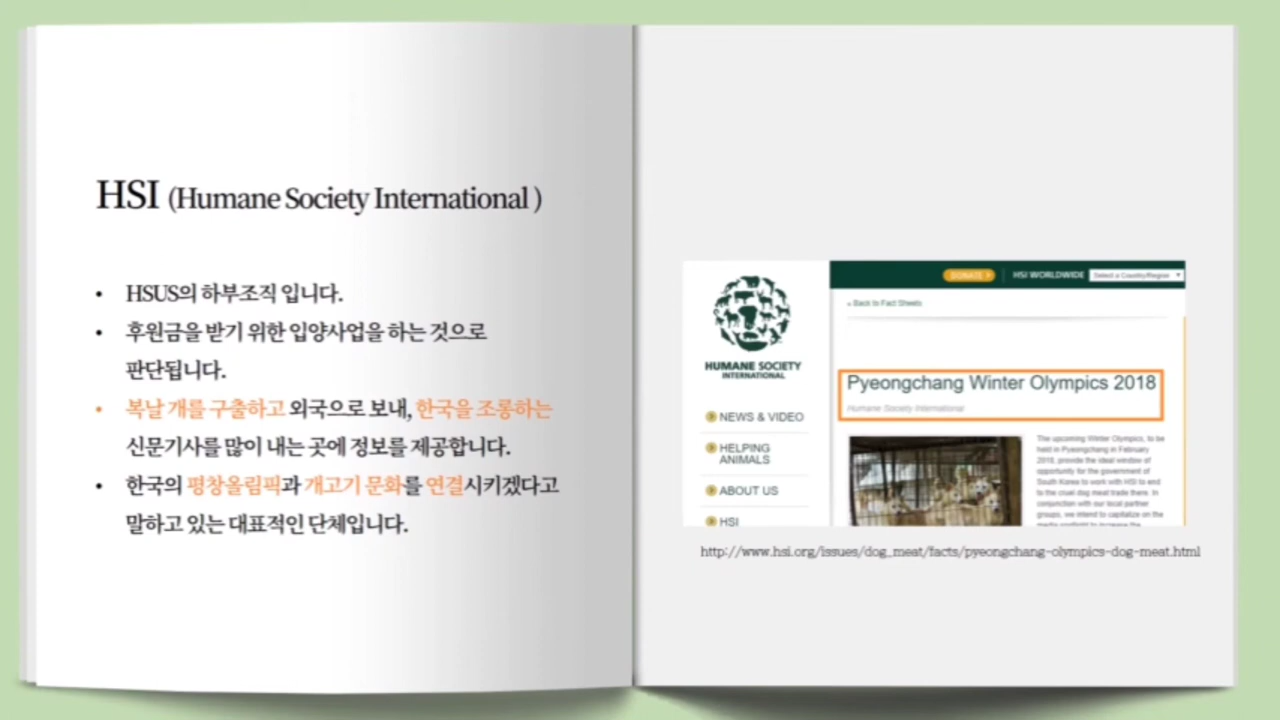 HSI (Humane Society International )
• HSUS의 하부조직 입니다.
• 후원금을 받기 위한 입양사업을 하는 것으로
판단됩니다.
• 복날 개를 구출하고 외국으로 보내, 한국을 조롱하는
신문기사를 많이 내는 곳에 정보를 제공합니다.
• 한국의 평창올림픽과 개고기 문화를 연결시키겠다고
말하고 있는 대표적인 단체입니다.
DONATE
HSI WORLDWIDE
Select a Country/Region
« Back to Fact Sheets
HUMANE SOCIETY
INTERNATIONAL
Pyeongchang Winter Olympics 2018
Humane Society International
NEWS & VIDEO
HELPING
ANIMALS
ABOUT US
HSI
The upcoming Winter Olympics, to be
held in Pyeongchang in February
2018, provide the ideal window of
opportunity for the government of
South Korea to work with HSI to end
to the cruel dog meat trade there. In
conjunction with our local partner
groups, we intend to capitalize on the
media spotlight to increase the
http://www.hsi.org/issues/dog_meat/facts/pyeongchang-olympics-dog-meat.html